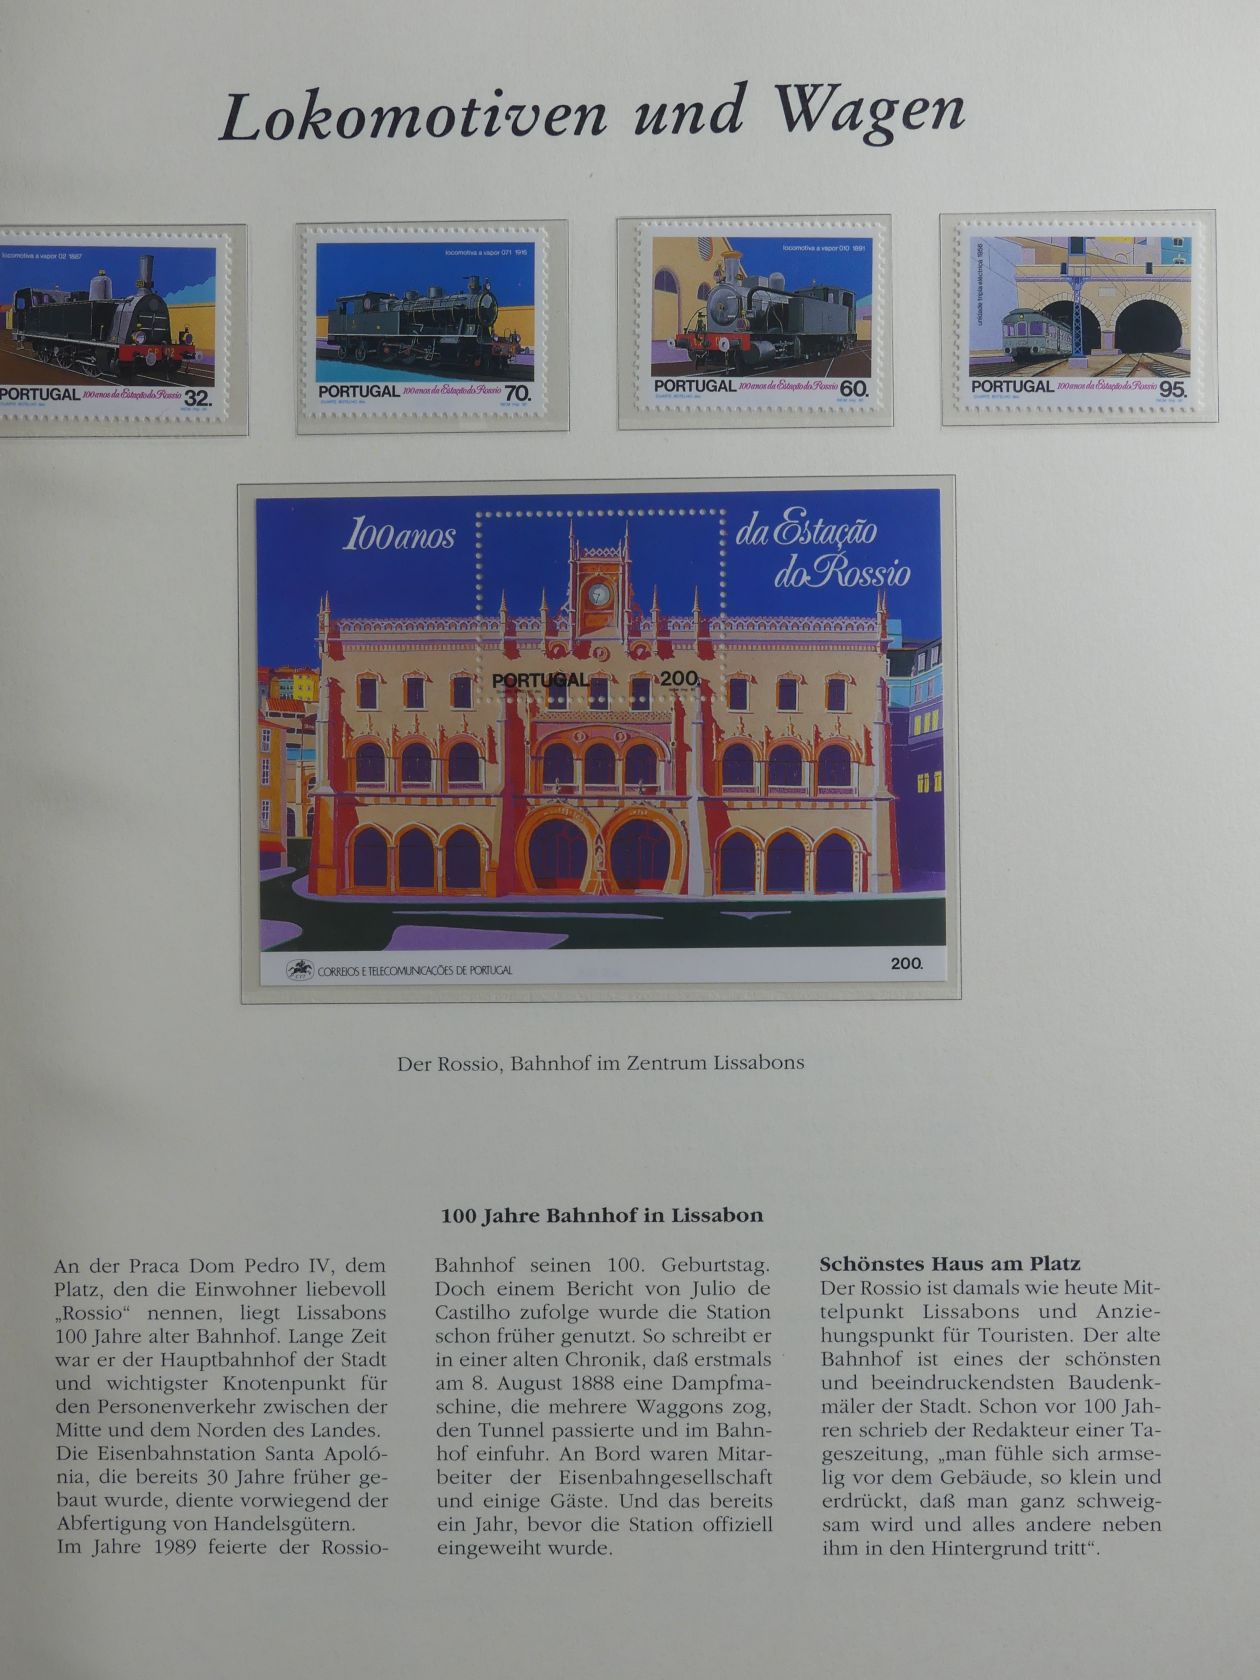 Lokomotiven und Wagen
locomotiva a vapor 02 1887
PORTUGAL 100 anos da Estação do Rossio 32.
locomotiva a vapor 071 1916
PORTUGAL 100 anos da Estação do Rossio 70.
DUARTE BOTELHO des.
locomotiva a vapor 010 1891
PORTUGAL 100 anos da Estação do Rossio 60.
DUARTE BOTELHO des.
PORTUGAL 100 anos da Estação do Rossio 95.
DUARTE BOTELHO des.
100 anos
da Estação
do Rossio
PORTUGAL 200.
CORREIOS E TELECOMUNICAÇÕES DE PORTUGAL
200.
Der Rossio, Bahnhof im Zentrum Lissabons
100 Jahre Bahnhof in Lissabon
An der Praca Dom Pedro IV, dem
Platz, den die Einwohner liebevoll
„Rossio“ nennen, liegt Lissabons
100 Jahre alter Bahnhof. Lange Zeit
war er der Hauptbahnhof der Stadt
und wichtigster Knotenpunkt für
den Personenverkehr zwischen der
Mitte und dem Norden des Landes.
Die Eisenbahnstation Santa Apoló-
nia, die bereits 30 Jahre früher ge-
baut wurde, diente vorwiegend der
Abfertigung von Handelsgütern.
Im Jahre 1989 feierte der Rossio-
Bahnhof seinen 100. Geburtstag.
Doch einem Bericht von Julio de
Castilho zufolge wurde die Station
schon früher genutzt. So schreibt er
in einer alten Chronik, daß erstmals
am 8. August 1888 eine Dampfma-
schine, die mehrere Waggons zog,
den Tunnel passierte und im Bahn-
hof einfuhr. An Bord waren Mitar-
beiter der Eisenbahngesellschaft
und einige Gäste. Und das bereits
ein Jahr, bevor die Station offiziell
eingeweiht wurde.
Schönstes Haus am Platz
Der Rossio ist damals wie heute Mit-
telpunkt Lissabons und Anzie-
hungspunkt für Touristen. Der alte
Bahnhof ist eines der schönsten
und beeindruckendsten Baudenk-
mäler der Stadt. Schon vor 100 Jah-
ren schrieb der Redakteur einer Ta-
geszeitung, „man fühle sich armse-
lig vor dem Gebäude, so klein und
erdrückt, daß man ganz schweig-
sam wird und alles andere neben
ihm in den Hintergrund tritt“.